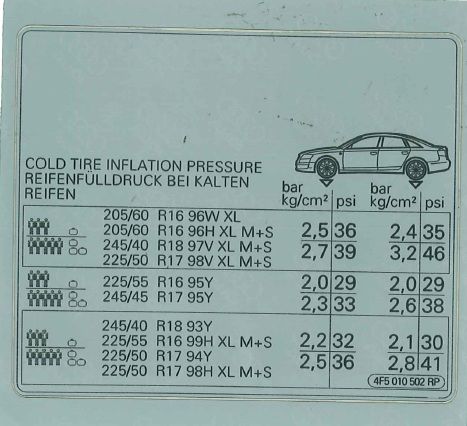 COLD TIRE INFLATION PRESSURE
REIFENFÜLLDRUCK BEI KALTEN
REIFEN
bar psi bar psi
kg/cm² kg/cm²
205/60 R16 96W XL
205/60 R16 96H XL M+S 2,5 36 2,4 35
245/40 R18 97V XL M+S 2,7 39 3,2 46
225/50 R17 98V XL M+S
225/55 R16 95Y 2,0 29 2,0 29
245/45 R17 95Y 2,3 33 2,6 38
245/40 R18 93Y
225/55 R16 99H XL M+S 2,2 32 2,1 30
225/50 R17 94Y 2,5 36 2,8 41
225/50 R17 98H XL M+S
4F5 010 502 RP